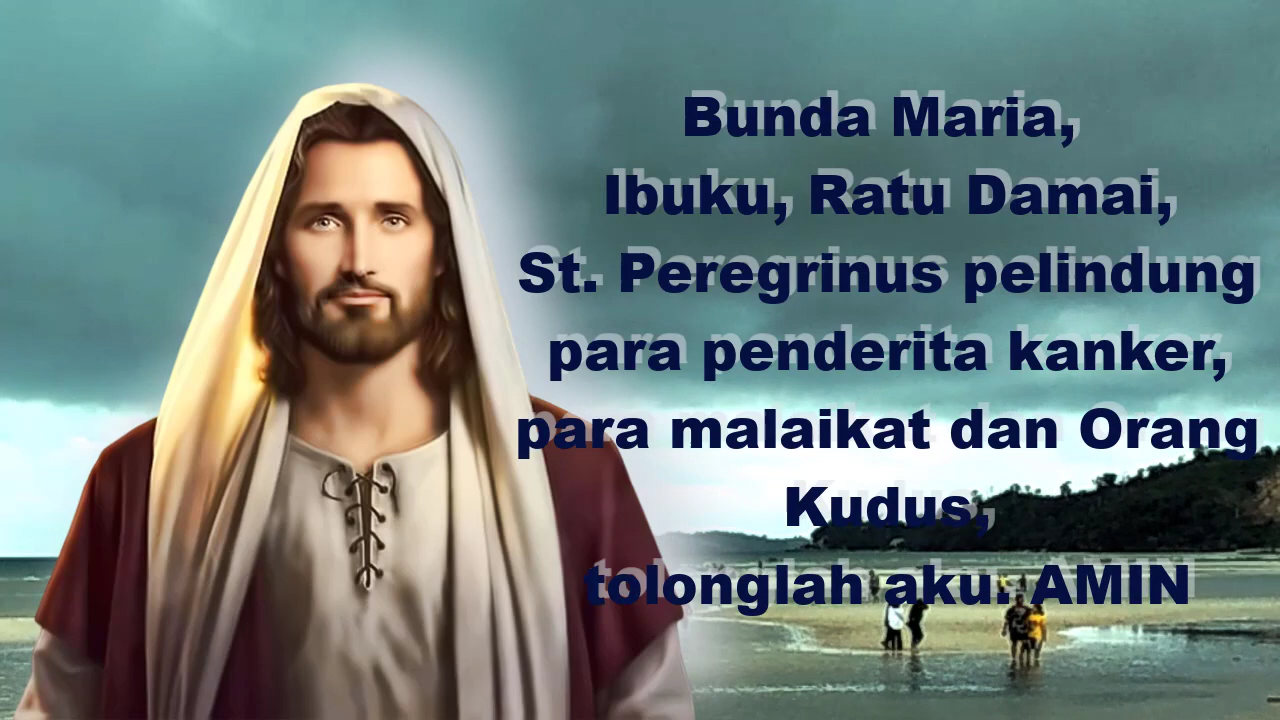 Bunda Maria,
Ibuku, Ratu Damai,
St. Peregrinus pelindung
para penderita kanker,
para malaikat dan Orang
Kudus,
tolonglah aku. AMIN